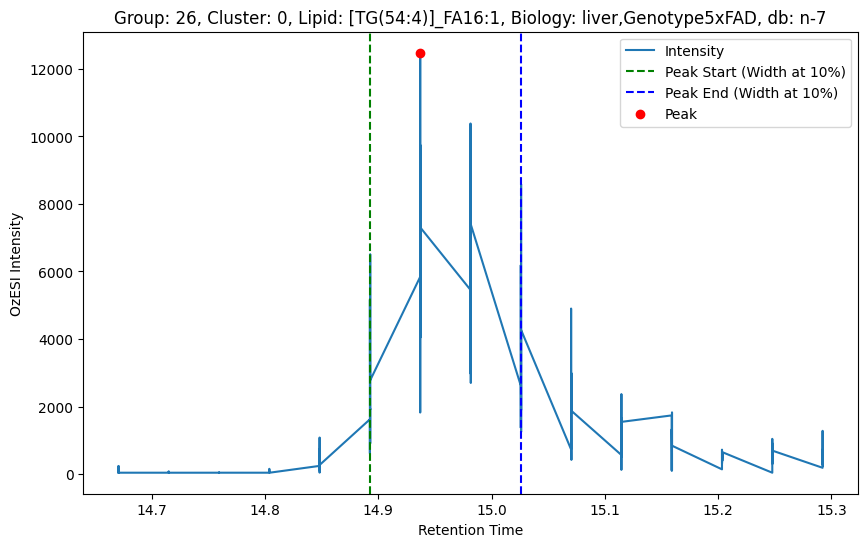 Group: 26, Cluster: 0, Lipid: [TG(54:4)]_FA16:1, Biology: liver,Genotype5xFAD, db: n-7
Intensity
Peak Start (Width at 10%)
Peak End (Width at 10%)
Peak
OzESI Intensity
12000
10000
8000
6000
4000
2000
0
14.7
14.8
14.9
15.0
15.1
15.2
15.3
Retention Time